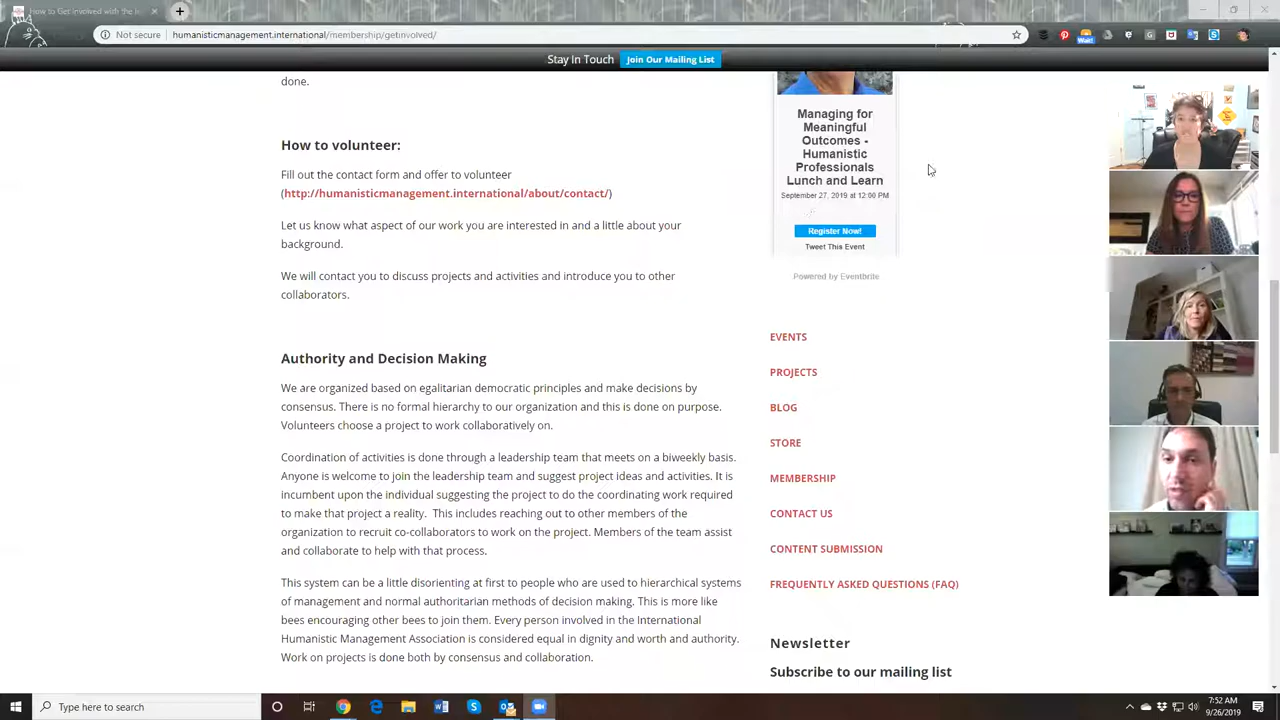 How to Get Involved with the In
Not secure
humanisticmanagement.international/membership/getinvolved/
Stay In Touch
Join Our Mailing List
done.
How to volunteer:
Fill out the contact form and offer to volunteer
(http://humanisticmanagement.international/about/contact/)
Let us know what aspect of our work you are interested in and a little about your
background.
We will contact you to discuss projects and activities and introduce you to other
collaborators.
Authority and Decision Making
We are organized based on egalitarian democratic principles and make decisions by
consensus. There is no formal hierarchy to our organization and this is done on purpose.
Volunteers choose a project to work collaboratively on.
Coordination of activities is done through a leadership team that meets on a biweekly basis.
Anyone is welcome to join the leadership team and suggest project ideas and activities. It is
incumbent upon the individual suggesting the project to do the coordinating work required
to make that project a reality.  This includes reaching out to other members of the
organization to recruit co-collaborators to work on the project. Members of the team assist
and collaborate to help with that process.
This system can be a little disorienting at first to people who are used to hierarchical systems
of management and normal authoritarian methods of decision making. This is more like
bees encouraging other bees to join them. Every person involved in the International
Humanistic Management Association is considered equal in dignity and worth and authority.
Work on projects is done both by consensus and collaboration.
Managing for
Meaningful
Outcomes -
Humanistic
Professionals
Lunch and Learn
September 27, 2019 at 12:00 PM
Register Now!
Tweet This Event
Powered by Eventbrite
EVENTS
PROJECTS
BLOG
STORE
MEMBERSHIP
CONTACT US
CONTENT SUBMISSION
FREQUENTLY ASKED QUESTIONS (FAQ)
Newsletter
Subscribe to our mailing list
Type here to search
7:52 AM
9/26/2019